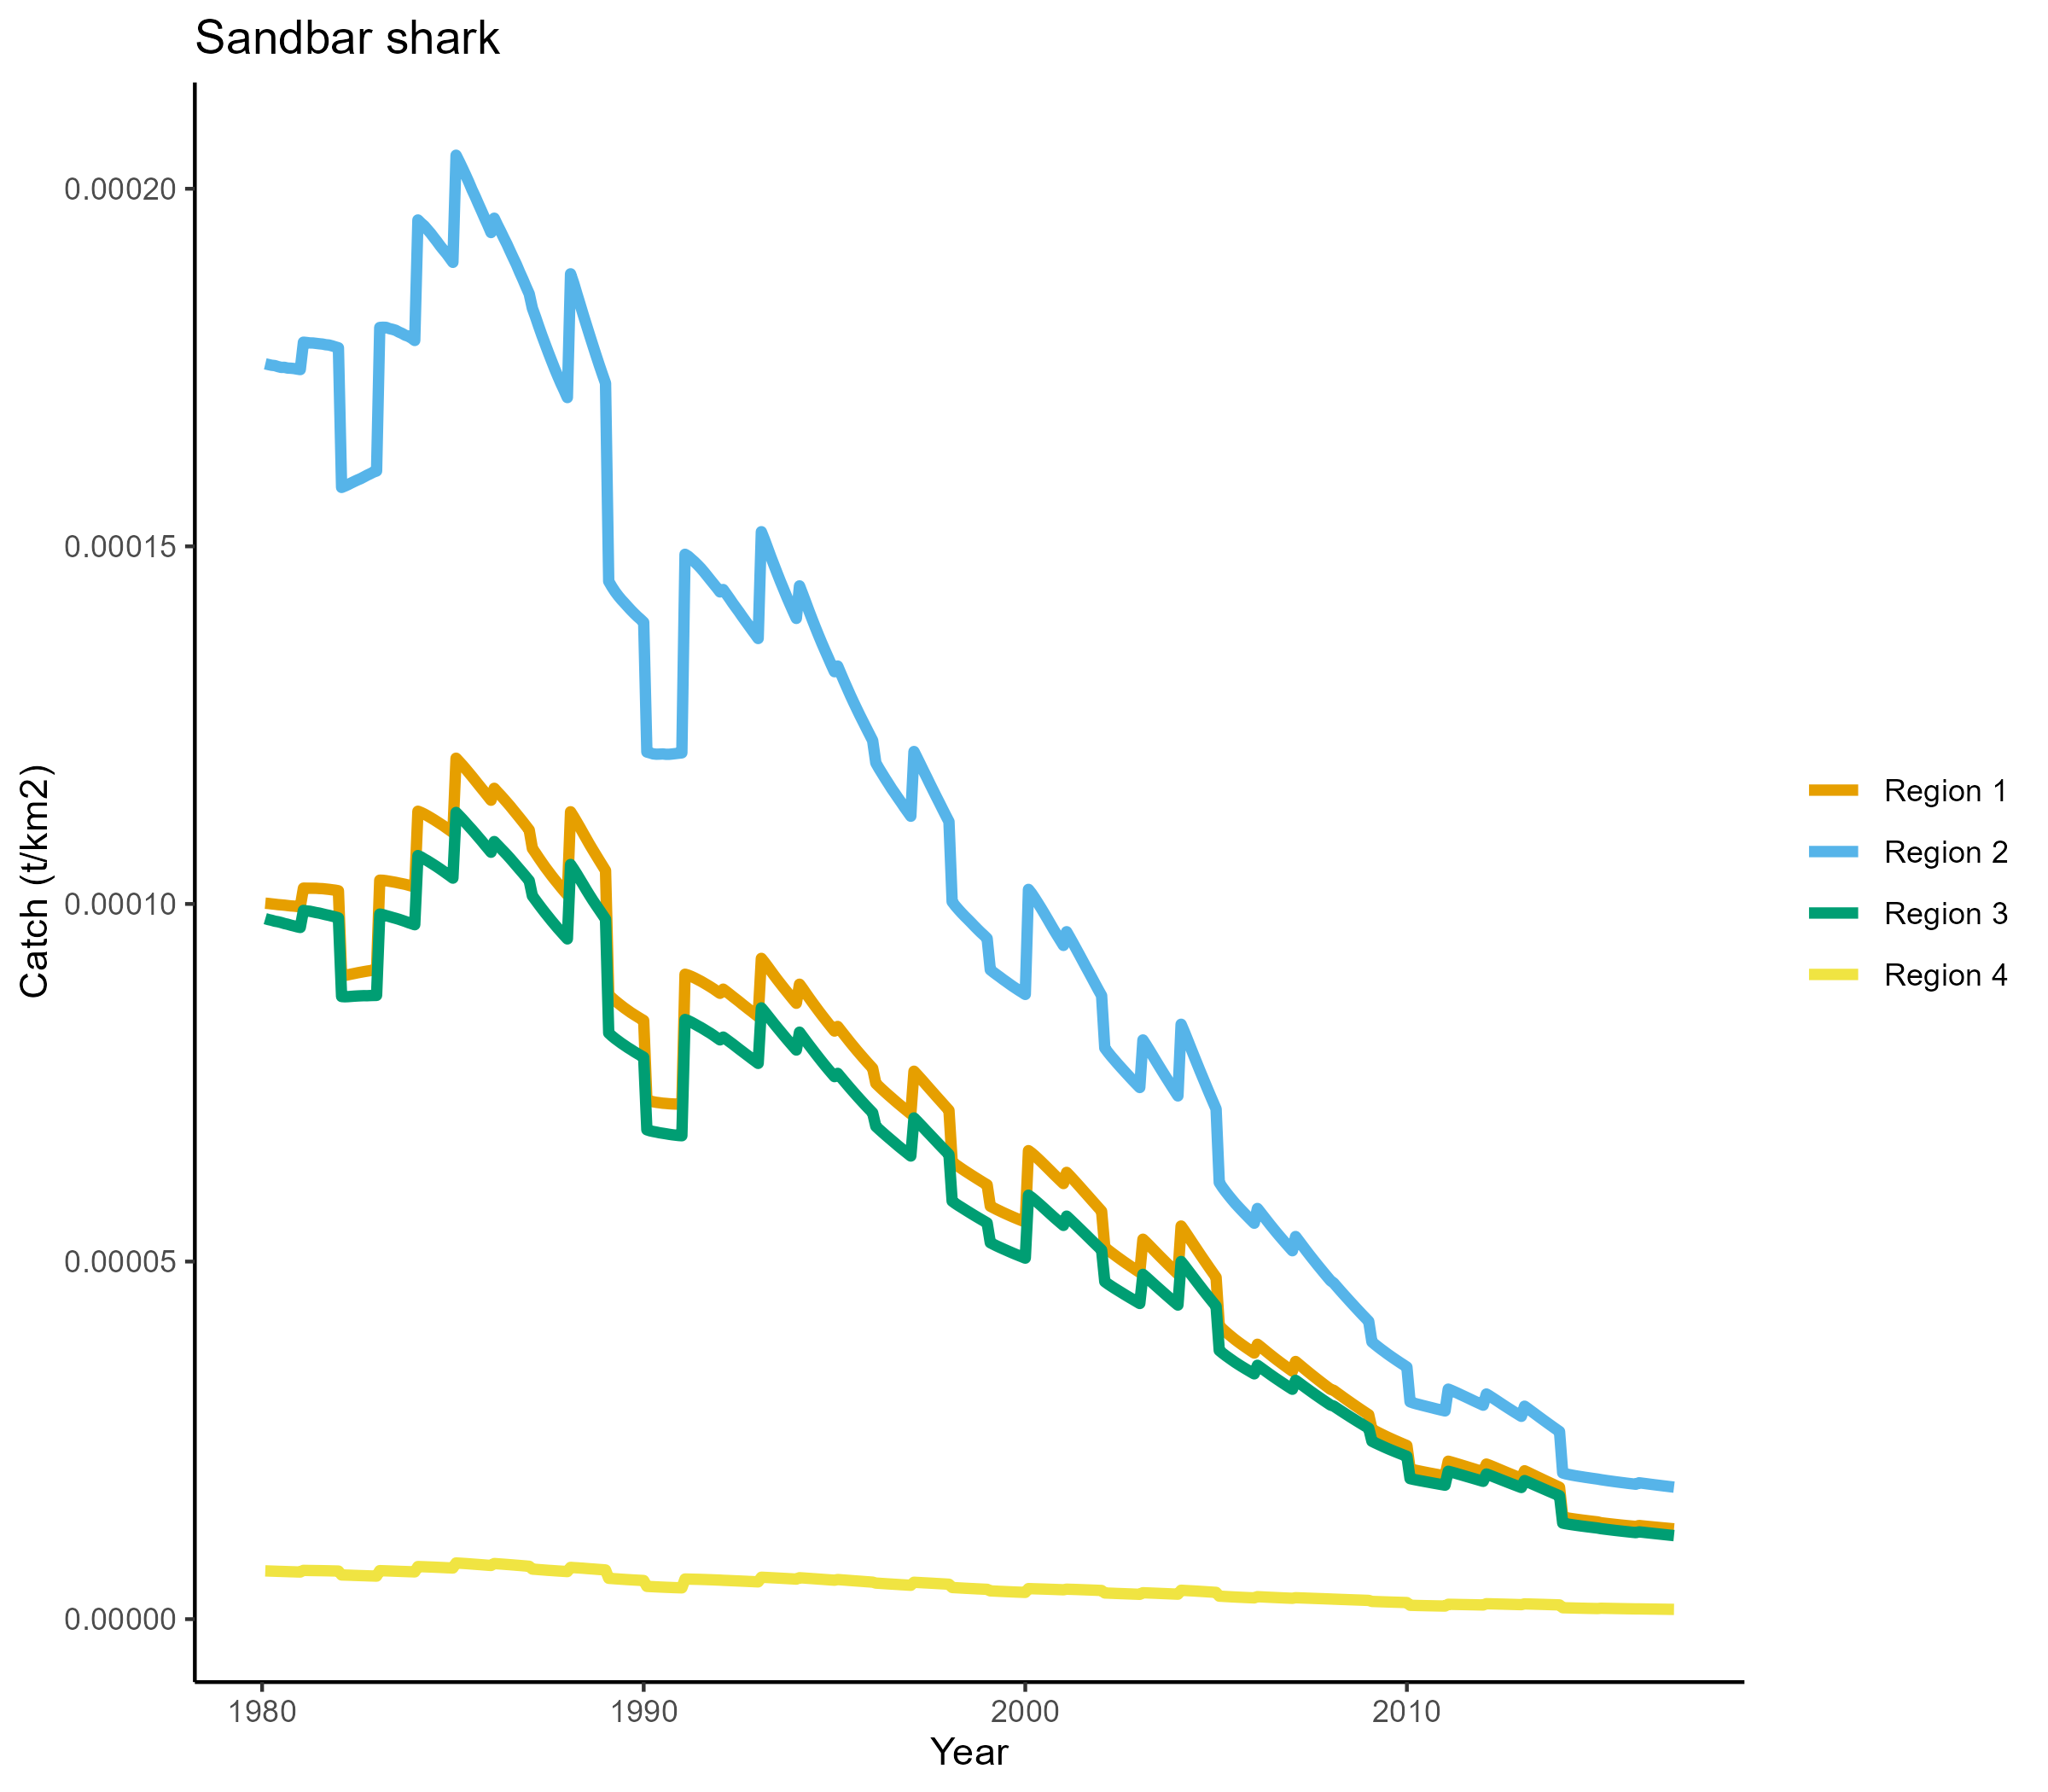 Sandbar shark
Catch (t/km2)
0.00020
0.00015
0.00010
0.00005
0.00000
1980
1990
2000
2010
Year
Region 1
Region 2
Region 3
Region 4